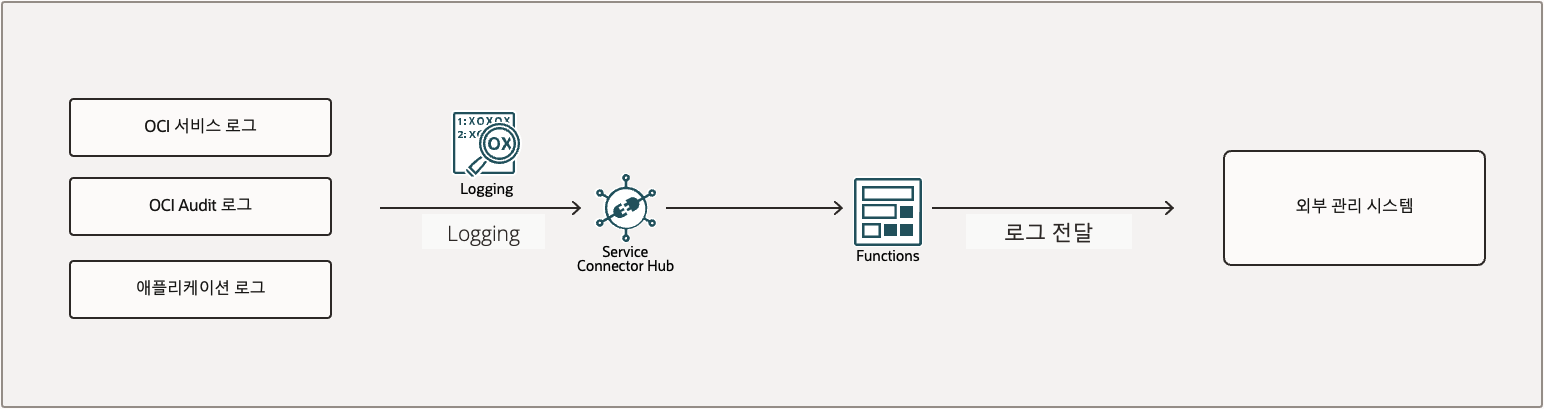 OCI 서비스 로그
OCI Audit 로그
애플리케이션 로그
1:XOXOX
2:XO
OX
Logging
Logging
Service
Connector Hub
Functions
로그 전달
외부 관리 시스템